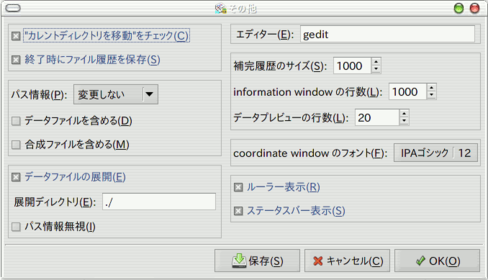 その他
"カレントディレクトリを移動"をチェック(C)
終了時にファイル履歴を保存(S)
パス情報(P): 変更しない
データファイルを含める(D)
合成ファイルを含める(M)
データファイルの展開(E)
展開ディレクトリ(E): ./
パス情報無視(I)
エディター(E): gedit
補完履歴のサイズ(S): 1000
information window の行数(L): 1000
データプレビューの行数(L): 20
coordinate window のフォント(F): IPAゴシック 12
ルーラー表示(R)
ステータスバー表示(S)
保存(S) キャンセル(C) OK(O)